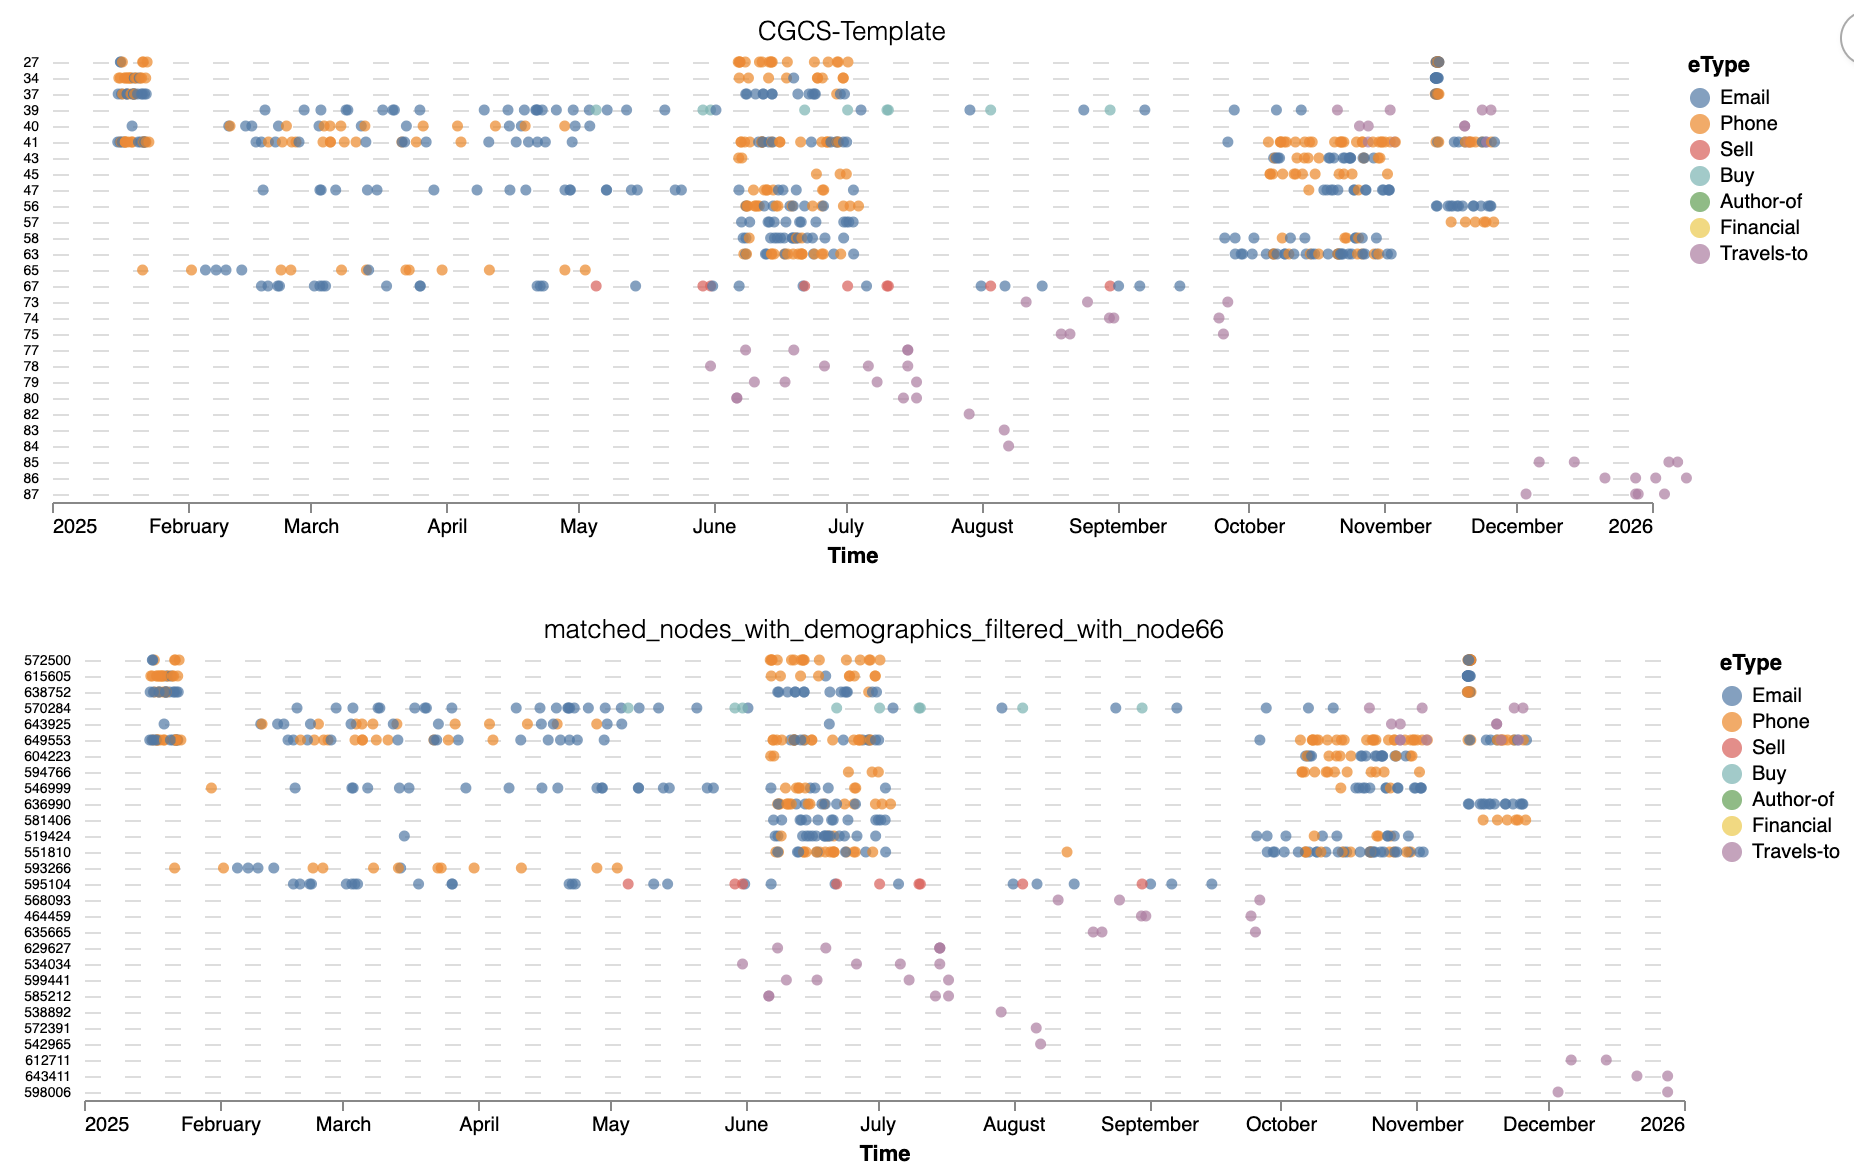 CGCS-Template
27
34
37
39
40
41
43
45
47
56
57
58
63
65
67
73
74
75
77
78
79
80
82
83
84
85
86
87
2025 February March April May June July August September October November December 2026
Time
eType
Email
Phone
Sell
Buy
Author-of
Financial
Travels-to
matched_nodes_with_demographics_filtered_with_node66
572500
615605
638752
570284
643925
649553
604223
594766
546999
636990
581406
519424
551810
593266
595104
568093
464459
635665
629627
534034
599441
585212
538892
572391
542965
612711
643411
598006
2025 February March April May June July August September October November December 2026
Time
eType
Email
Phone
Sell
Buy
Author-of
Financial
Travels-to